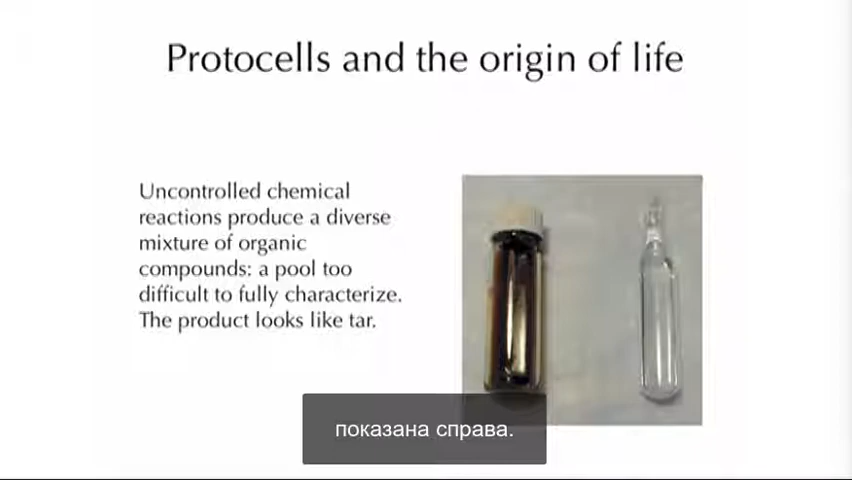 Protocells and the origin of life
Uncontrolled chemical
reactions produce a diverse
mixture of organic
compounds: a pool too
difficult to fully characterize.
The product looks like tar.
показана справа.